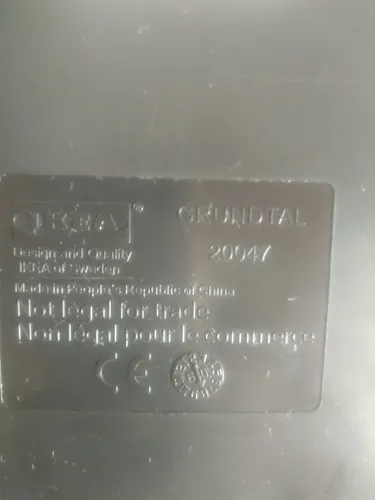 IKEA®
GRUNDTAL
Design and Quality
IKEA of Sweden
20047
Made in People's Republic of China
Not legal for trade
Non légal pour le commerce
CE